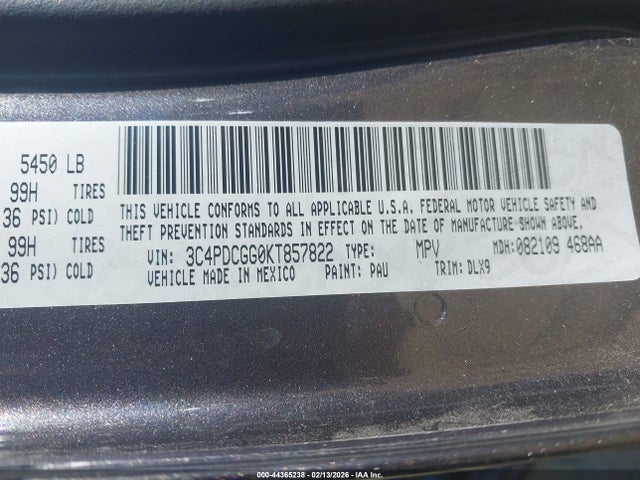 5450 LB
99H TIRES
36 PSI) COLD
99H TIRES
36 PSI) COLD
THIS VEHICLE CONFORMS TO ALL APPLICABLE U.S.A. FEDERAL MOTOR VEHICLE SAFETY AND
THEFT PREVENTION STANDARDS IN EFFECT ON THE DATE OF MANUFACTURE SHOWN ABOVE.
VIN: 3C4PDCGG0KT857822 TYPE: MPV MDH: 082109 468AA
VEHICLE MADE IN MEXICO PAINT: PAU TRIM: DLX9
000-44365238 - 02/13/2026 - IAA Inc.